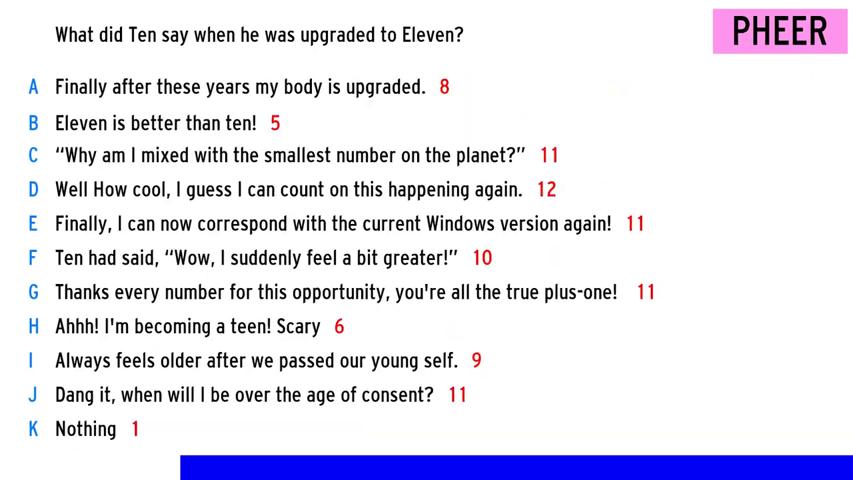 What did Ten say when he was upgraded to Eleven?
PHEER
A Finally after these years my body is upgraded. 8
B Eleven is better than ten! 5
C “Why am I mixed with the smallest number on the planet?” 11
D Well How cool, I guess I can count on this happening again. 12
E Finally, I can now correspond with the current Windows version again! 11
F Ten had said, “Wow, I suddenly feel a bit greater!” 10
G Thanks every number for this opportunity, you're all the true plus-one! 11
H Ahhh! I'm becoming a teen! Scary 6
I Always feels older after we passed our young self. 9
J Dang it, when will I be over the age of consent? 11
K Nothing 1